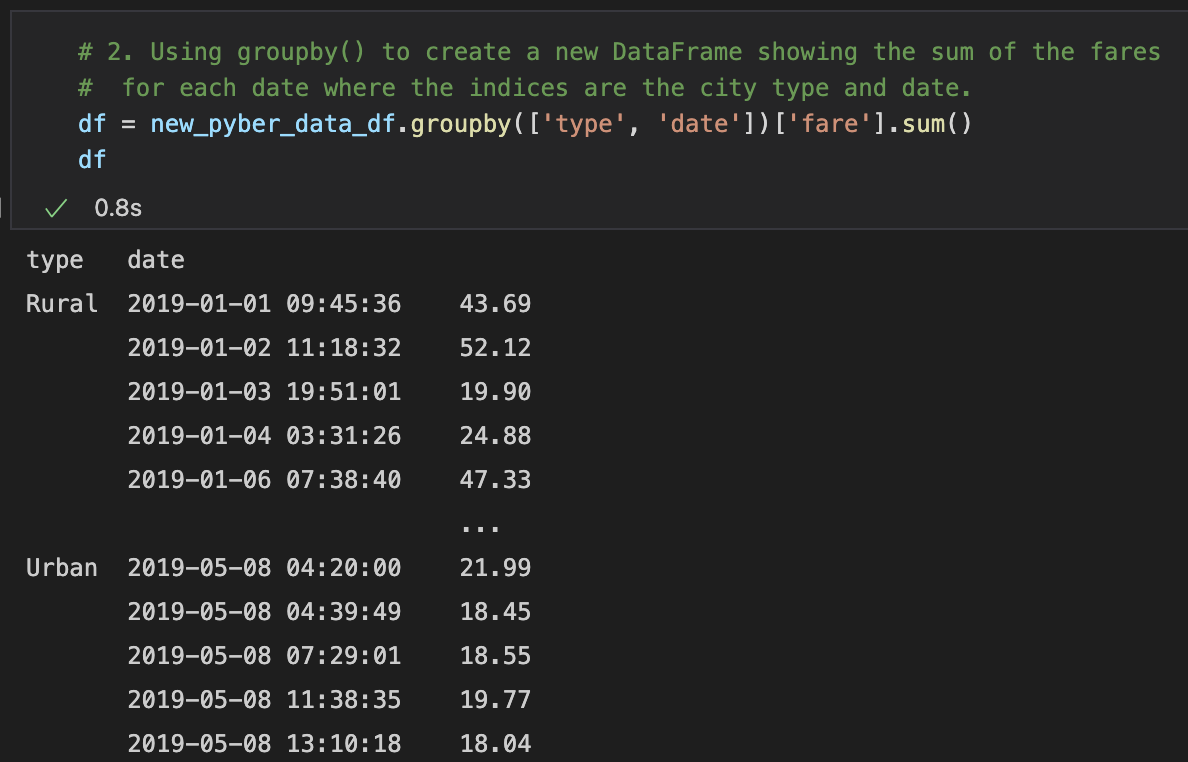 # 2. Using groupby() to create a new DataFrame showing the sum of the fares
#  for each date where the indices are the city type and date.
df = new_pyber_data_df.groupby(['type', 'date'])['fare'].sum()
df
✓ 0.8s
type   date
Rural  2019-01-01 09:45:36    43.69
       2019-01-02 11:18:32    52.12
       2019-01-03 19:51:01    19.90
       2019-01-04 03:31:26    24.88
       2019-01-06 07:38:40    47.33
                              ...
Urban  2019-05-08 04:20:00    21.99
       2019-05-08 04:39:49    18.45
       2019-05-08 07:29:01    18.55
       2019-05-08 11:38:35    19.77
       2019-05-08 13:10:18    18.04